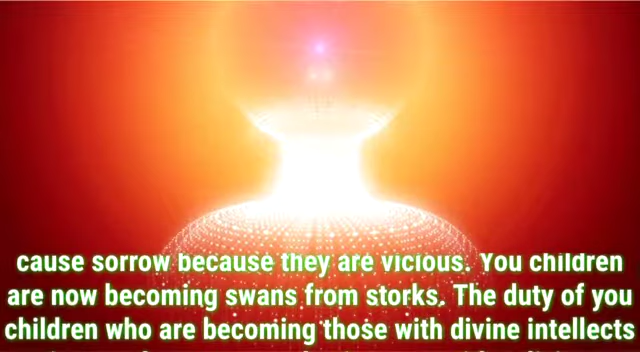 cause sorrow because they are vicious. You children
are now becoming swans from storks. The duty of you
children who are becoming those with divine intellects